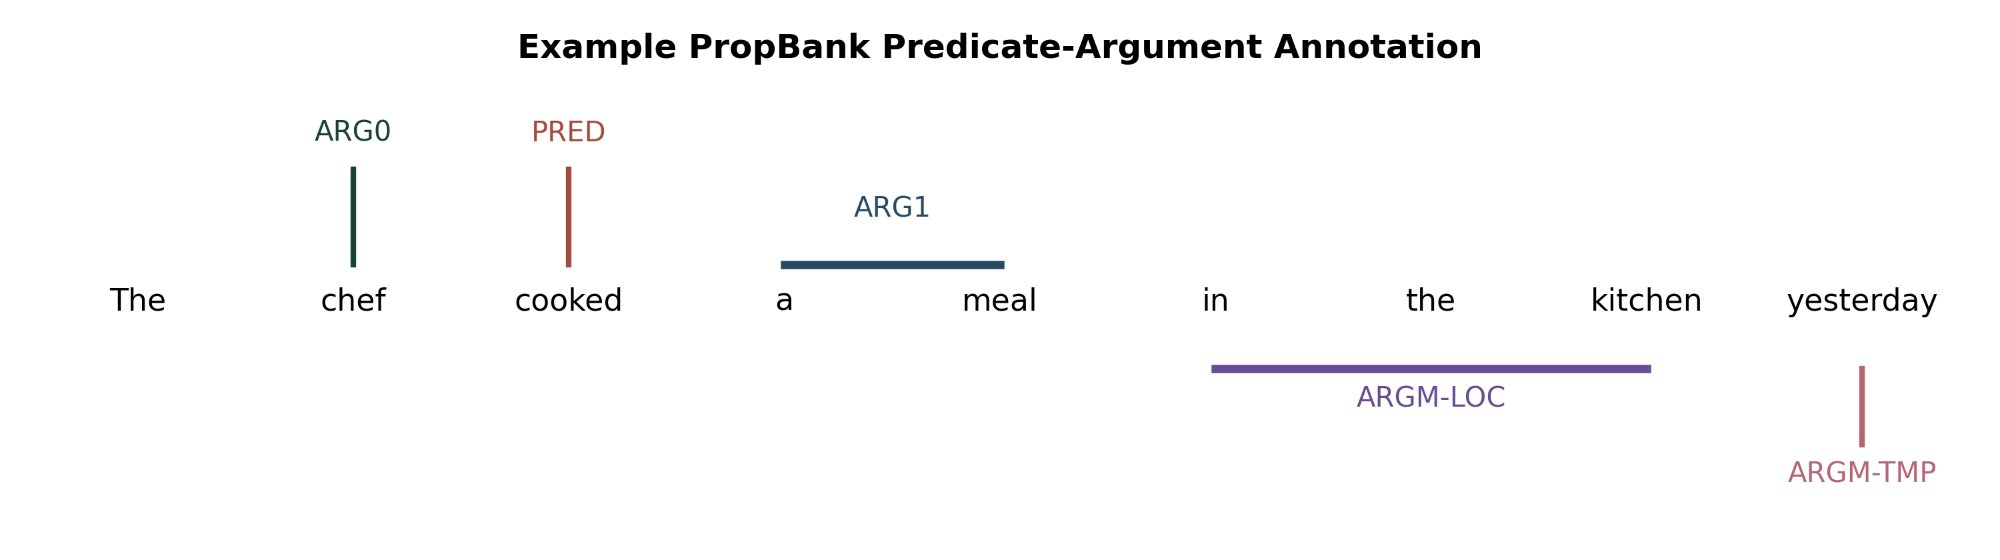 Example PropBank Predicate-Argument Annotation
ARG0 PRED
ARG1
The chef cooked a meal in the kitchen yesterday
ARGM-LOC
ARGM-TMP